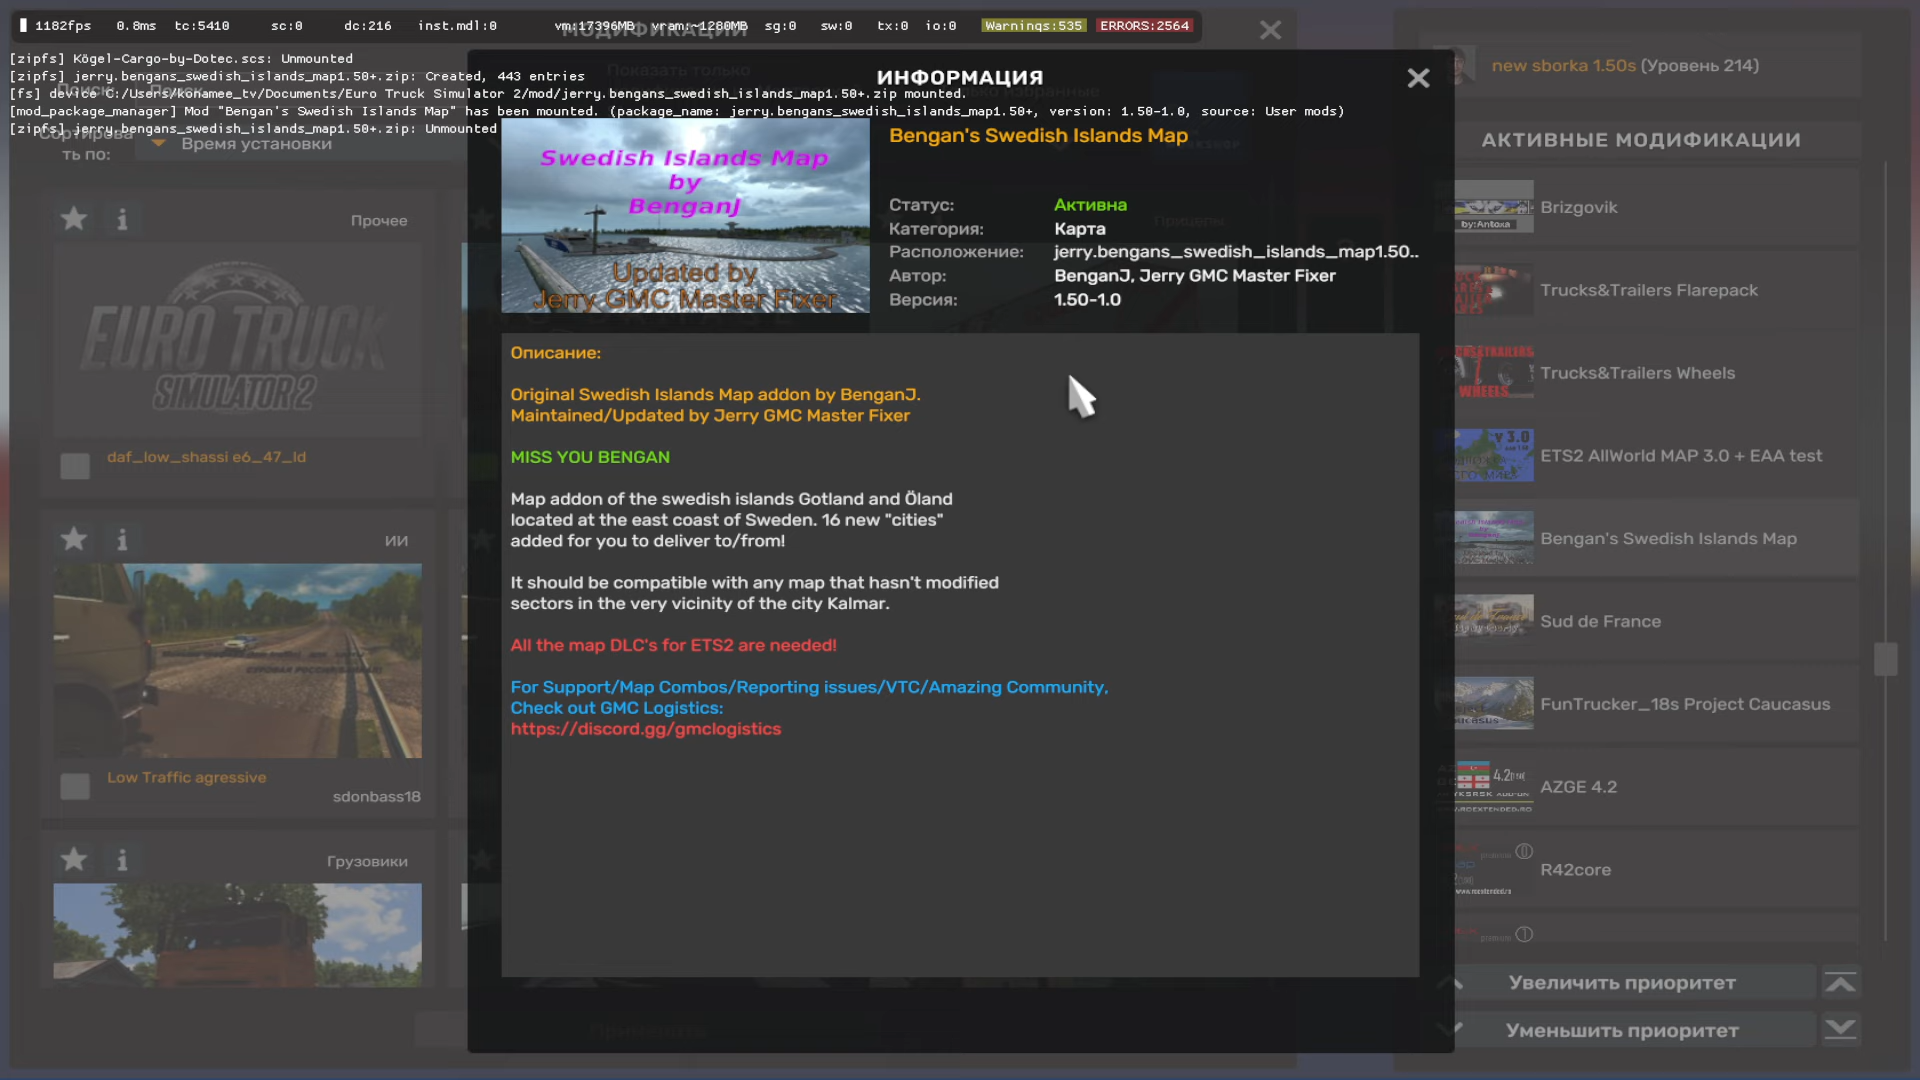 1182fps 0.8ms tc:5410 sc:0 dc:216 inst.mdl:0 vm:17396MB vram:~1280MB sg:0 sw:0 tx:0 io:0 Warnings:535 ERRORS:2564
[zipfs] Kögel-Cargo-by-Dotec.scs: Unmounted
[zipfs] jerry.bengans_swedish_islands_map1.50+.zip: Created, 443 entries
[fs] device C:/Users/konamee_tv/Documents/Euro Truck Simulator 2/mod/jerry.bengans_swedish_islands_map1.50+.zip mounted.
[mod_package_manager] Mod "Bengan's Swedish Islands Map" has been mounted. (package_name: jerry.bengans_swedish_islands_map1.50+, version: 1.50-1.0, source: User mods)
[zipfs] jerry.bengans_swedish_islands_map1.50+.zip: Unmounted
МОДИФИКАЦИИ
Показать только
Сортирова
ть по:
Время установки
Прочее
EURO TRUCK
SIMULATOR 2
daf_low_shassi e6_47_ld
ИИ
Low Traffic agressive
sdonbass18
Грузовики
ИНФОРМАЦИЯ
Swedish Islands Map
by
BenganJ
Updated by
Jerry GMC Master Fixer
Bengan's Swedish Islands Map
Статус: Активна
Категория: Карта
Расположение: jerry.bengans_swedish_islands_map1.50..
Автор: BenganJ, Jerry GMC Master Fixer
Версия: 1.50-1.0
Описание:
Original Swedish Islands Map addon by BenganJ.
Maintained/Updated by Jerry GMC Master Fixer
MISS YOU BENGAN
Map addon of the swedish islands Gotland and Öland
located at the east coast of Sweden. 16 new "cities"
added for you to deliver to/from!
It should be compatible with any map that hasn't modified
sectors in the very vicinity of the city Kalmar.
All the map DLC's for ETS2 are needed!
For Support/Map Combos/Reporting issues/VTC/Amazing Community,
Check out GMC Logistics:
https://discord.gg/gmclogistics
new sborka 1.50s (Уровень 214)
АКТИВНЫЕ МОДИФИКАЦИИ
by:Antoxa
Brizgovik
Trucks&Trailers Flarepack
WHEELS
Trucks&Trailers Wheels
v 3.0
ETS2 AllWorld MAP 3.0 + EAA test
Bengan's Swedish Islands Map
Sud de France
FunTrucker_18s Project Caucasus
AZGE 4.2
R42core
Увеличить приоритет
Уменьшить приоритет